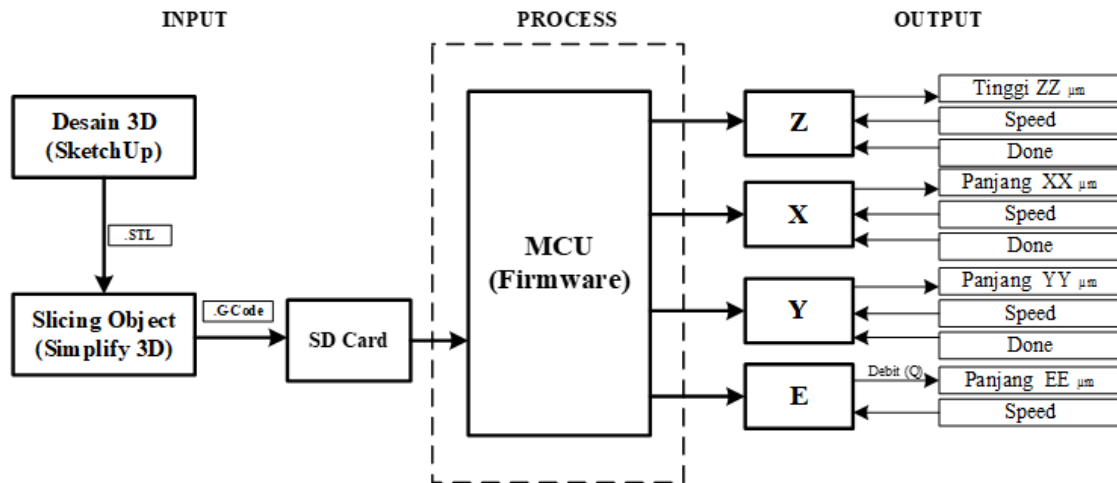 INPUT
PROCESS
OUTPUT
Desain 3D
(SketchUp)
.STL
Slicing Object
(Simplify 3D)
.GCode
SD Card
MCU
(Firmware)
Z
Tinggi ZZ µm
Speed
Done
X
Panjang XX µm
Speed
Done
Y
Panjang YY µm
Speed
Done
E
Debit (Q)
Panjang EE µm
Speed